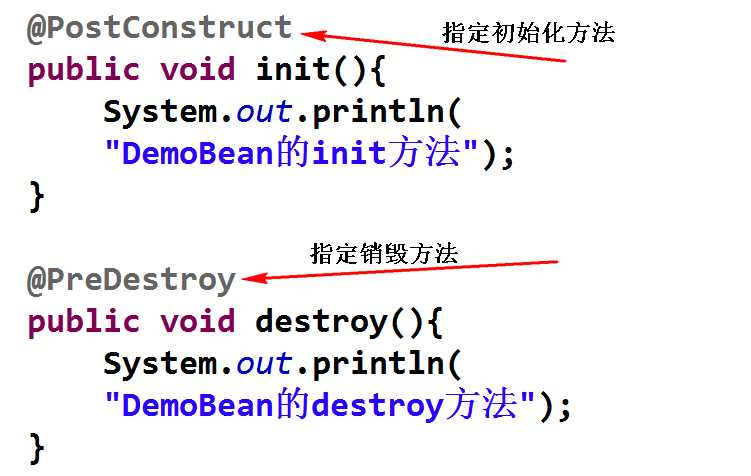 @PostConstruct 指定初始化方法
public void init(){
    System.out.println(
    "DemoBean的init方法");
}
指定销毁方法
@PreDestroy
public void destroy(){
    System.out.println(
    "DemoBean的destroy方法");
}